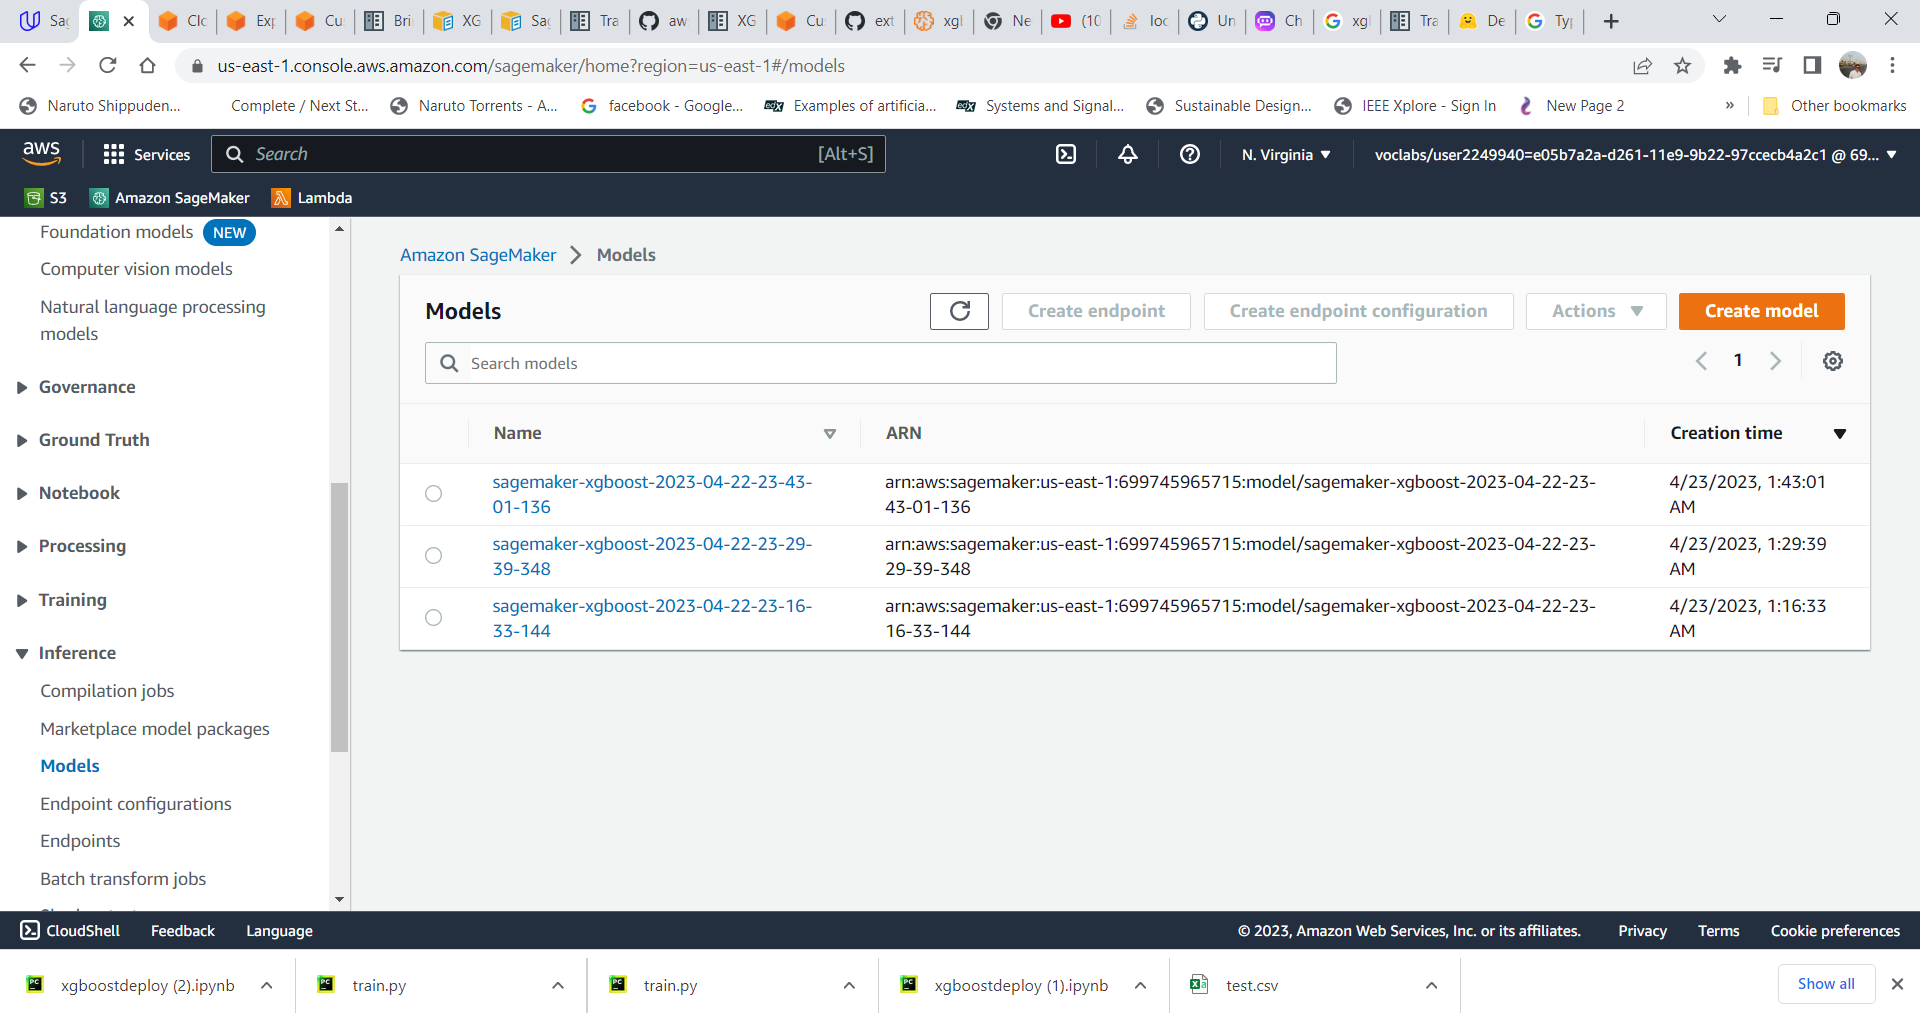 Sa
Clo
Exp
Cu
Bri
XG
Sa
Tra
aw
XG
Cu
ext
xgl
Ne
(10
loc
Un
Ch
xg
Tra
De
Typ
us-east-1.console.aws.amazon.com/sagemaker/home?region=us-east-1#/models
Naruto Shippuden...
Complete / Next St...
Naruto Torrents - A...
facebook - Google...
edX
Examples of artificia...
edX
Systems and Signal...
Sustainable Design...
IEEE Xplore - Sign In
New Page 2
»
Other bookmarks
aws
Services
Search
[Alt+S]
N. Virginia
voclabs/user2249940=e05b7a2a-d261-11e9-9b22-97ccecb4a2c1 @ 69...
S3
Amazon SageMaker
Lambda
Foundation models NEW
Computer vision models
Natural language processing
models
Governance
Ground Truth
Notebook
Processing
Training
Inference
Compilation jobs
Marketplace model packages
Models
Endpoint configurations
Endpoints
Batch transform jobs
Amazon SageMaker
Models
Models
Create endpoint
Create endpoint configuration
Actions
Create model
Search models
1
Name
ARN
Creation time
sagemaker-xgboost-2023-04-22-23-43-
01-136
arn:aws:sagemaker:us-east-1:699745965715:model/sagemaker-xgboost-2023-04-22-23-
43-01-136
4/23/2023, 1:43:01
AM
sagemaker-xgboost-2023-04-22-23-29-
39-348
arn:aws:sagemaker:us-east-1:699745965715:model/sagemaker-xgboost-2023-04-22-23-
29-39-348
4/23/2023, 1:29:39
AM
sagemaker-xgboost-2023-04-22-23-16-
33-144
arn:aws:sagemaker:us-east-1:699745965715:model/sagemaker-xgboost-2023-04-22-23-
16-33-144
4/23/2023, 1:16:33
AM
CloudShell
Feedback
Language
© 2023, Amazon Web Services, Inc. or its affiliates.
Privacy
Terms
Cookie preferences
PC
xgboostdeploy (2).ipynb
PC
train.py
PC
train.py
PC
xgboostdeploy (1).ipynb
test.csv
Show all